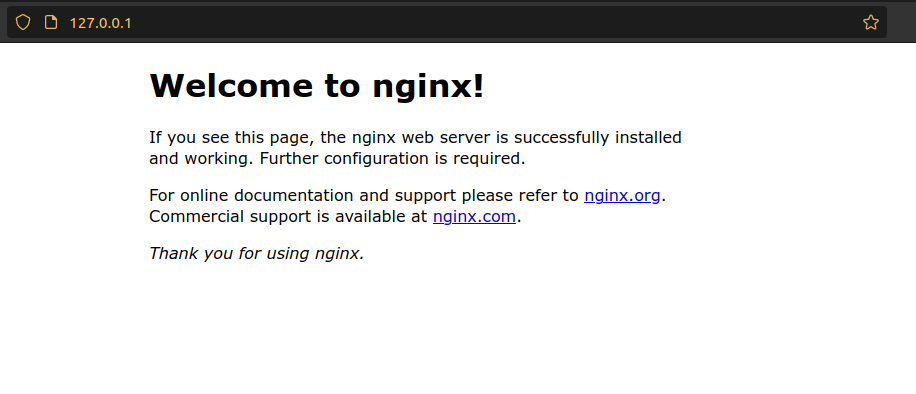 127.0.0.1
Welcome to nginx!
If you see this page, the nginx web server is successfully installed
and working. Further configuration is required.
For online documentation and support please refer to nginx.org.
Commercial support is available at nginx.com.
Thank you for using nginx.